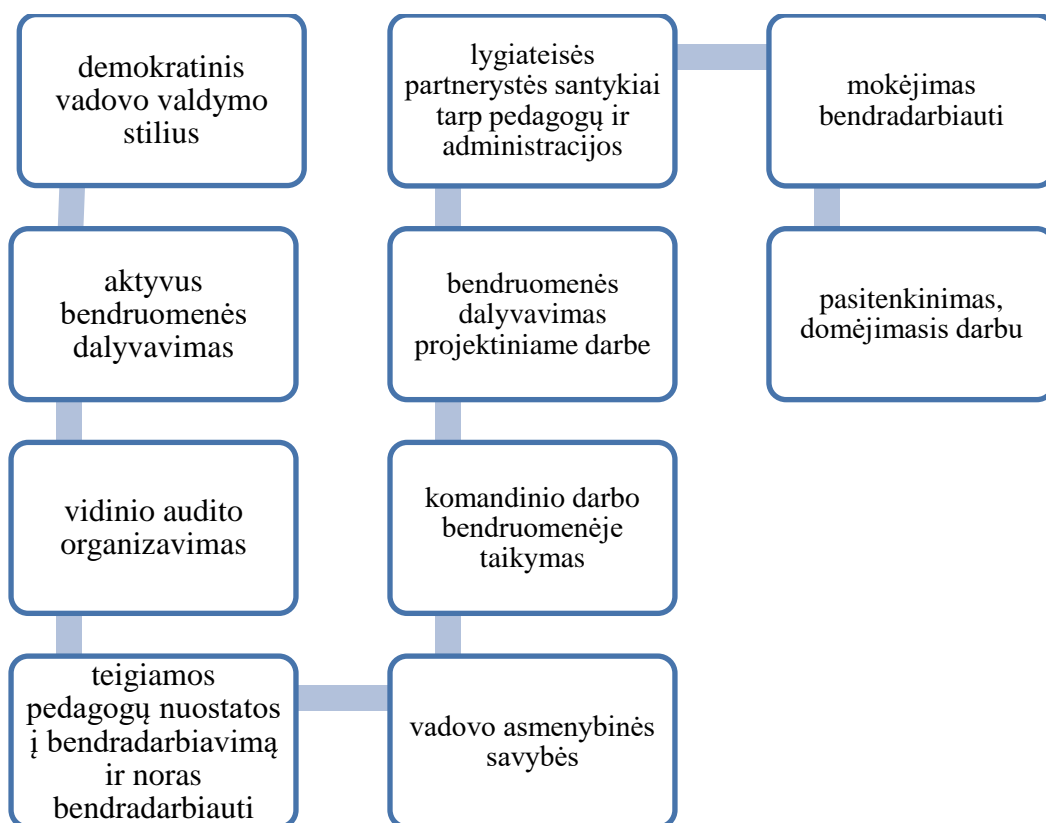 demokratinis
vadovo valdymo
stilius
aktyvus
bendruomenės
dalyvavimas
vidinio audito
organizavimas
teigiamos
pedagogų nuostatos
į bendradarbiavimą
ir noras
bendradarbiauti
vadovo asmenybinės
savybės
komandinio darbo
bendruomenėje
taikymas
bendruomenės
dalyvavimas
projektiniame darbe
lygiateisės
partnerystės santykiai
tarp pedagogų ir
administracijos
mokėjimas
bendradarbiauti
pasitenkinimas,
domėjimasis darbu